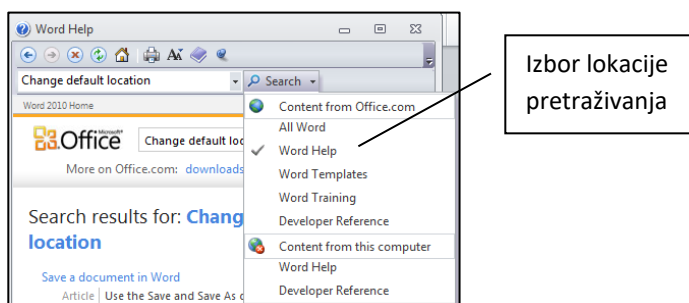 Word Help
Change default location
Search
Word 2010 Home
Microsoft
Office
Change default loc
More on Office.com: downloads
Search results for: Chang
location
Save a document in Word
Article | Use the Save and Save As c
Content from Office.com
All Word
Word Help
Word Templates
Word Training
Developer Reference
Content from this computer
Word Help
Developer Reference
Izbor lokacije
pretraživanja